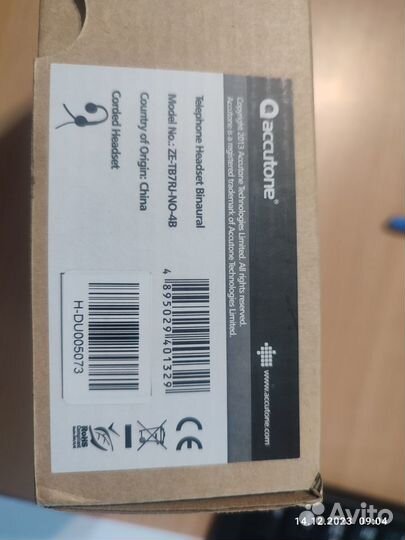 accutone®
Copyright 2013 Accutone Technologies Limited. All rights reserved.
Accutone is a registered trademark of Accutone Technologies Limited.
www.accutone.com
Telephone Headset Binaural
Model No.: ZE-TB7RJ-NO-4B
Country of Origin: China
Corded Headset
4 895029 401329
H-DU005073
CE
RoHS
14.12.2023 09:04
Avito